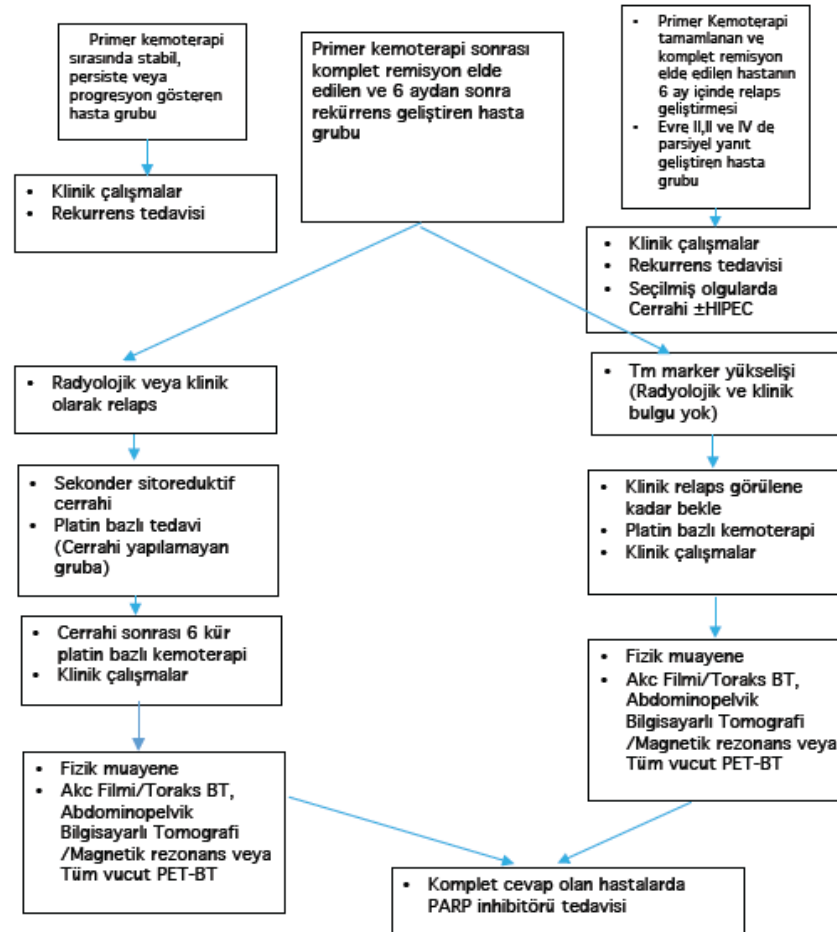 Primer kemoterapi
sırasında stabil,
persiste veya
progresyon gösteren
hasta grubu
Primer kemoterapi sonrası
komplet remisyon elde
edilen ve 6 aydan sonra
rekürrens geliştiren hasta
grubu
• Primer Kemoterapi
tamamlanan ve
komplet remisyon
elde edilen hastanın
6 ay içinde relaps
geliştirmesi
• Evre II,II ve IV de
parsiyel yanıt
geliştiren hasta
grubu
• Klinik çalışmalar
• Rekurrens tedavisi
• Klinik çalışmalar
• Rekurrens tedavisi
• Seçilmiş olgularda
Cerrahi ±HIPEC
• Radyolojik veya klinik
olarak relaps
• Tm marker yükselişi
(Radyolojik ve klinik
bulgu yok)
• Sekonder sitoreduktif
cerrahi
• Platin bazlı tedavi
(Cerrahi yapılamayan
gruba)
• Klinik relaps görülene
kadar bekle
• Platin bazlı kemoterapi
• Klinik çalışmalar
• Cerrahi sonrası 6 kür
platin bazlı kemoterapi
• Klinik çalışmalar
• Fizik muayene
• Akc Filmi/Toraks BT,
Abdominopelvik
Bilgisayarlı Tomografi
/Magnetik rezonans veya
Tüm vucut PET-BT
• Fizik muayene
• Akc Filmi/Toraks BT,
Abdominopelvik
Bilgisayarlı Tomografi
/Magnetik rezonans veya
Tüm vucut PET-BT
• Komplet cevap olan hastalarda
PARP inhibitörü tedavisi